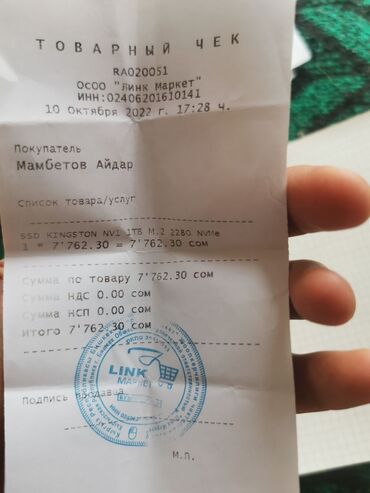 ТОВАРНЫЙ ЧЕК
RA020051
ОсОО "Линк Маркет"
ИНН:02406201610141
10 Октября 2022 г. 17:28 ч.
Покупатель
Мамбетов Айдар
Список товара/услуг
SSD KINGSTON NV1 1TB M.2 2280 NVMe
1 * 7'762.30 = 7'762.30 сом
Сумма по товару 7'762.30 сом
Сумма НДС 0.00 сом
Сумма НСП 0.00 сом
Итого 7'762.30 сом
LINK
МАРКЕТ
Подпись продавца
М.П.